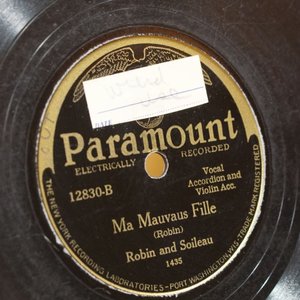 Paramount
ELECTRICALLY RECORDED
12830-B
Vocal
Accordion and
Violin Acc.
Ma Mauvaus Fille
(Robin)
Robin and Soileau
1435
THE NEW YORK RECORDING LABORATORIES - PORT WASHINGTON, WIS. TRADE MARK REGISTERED